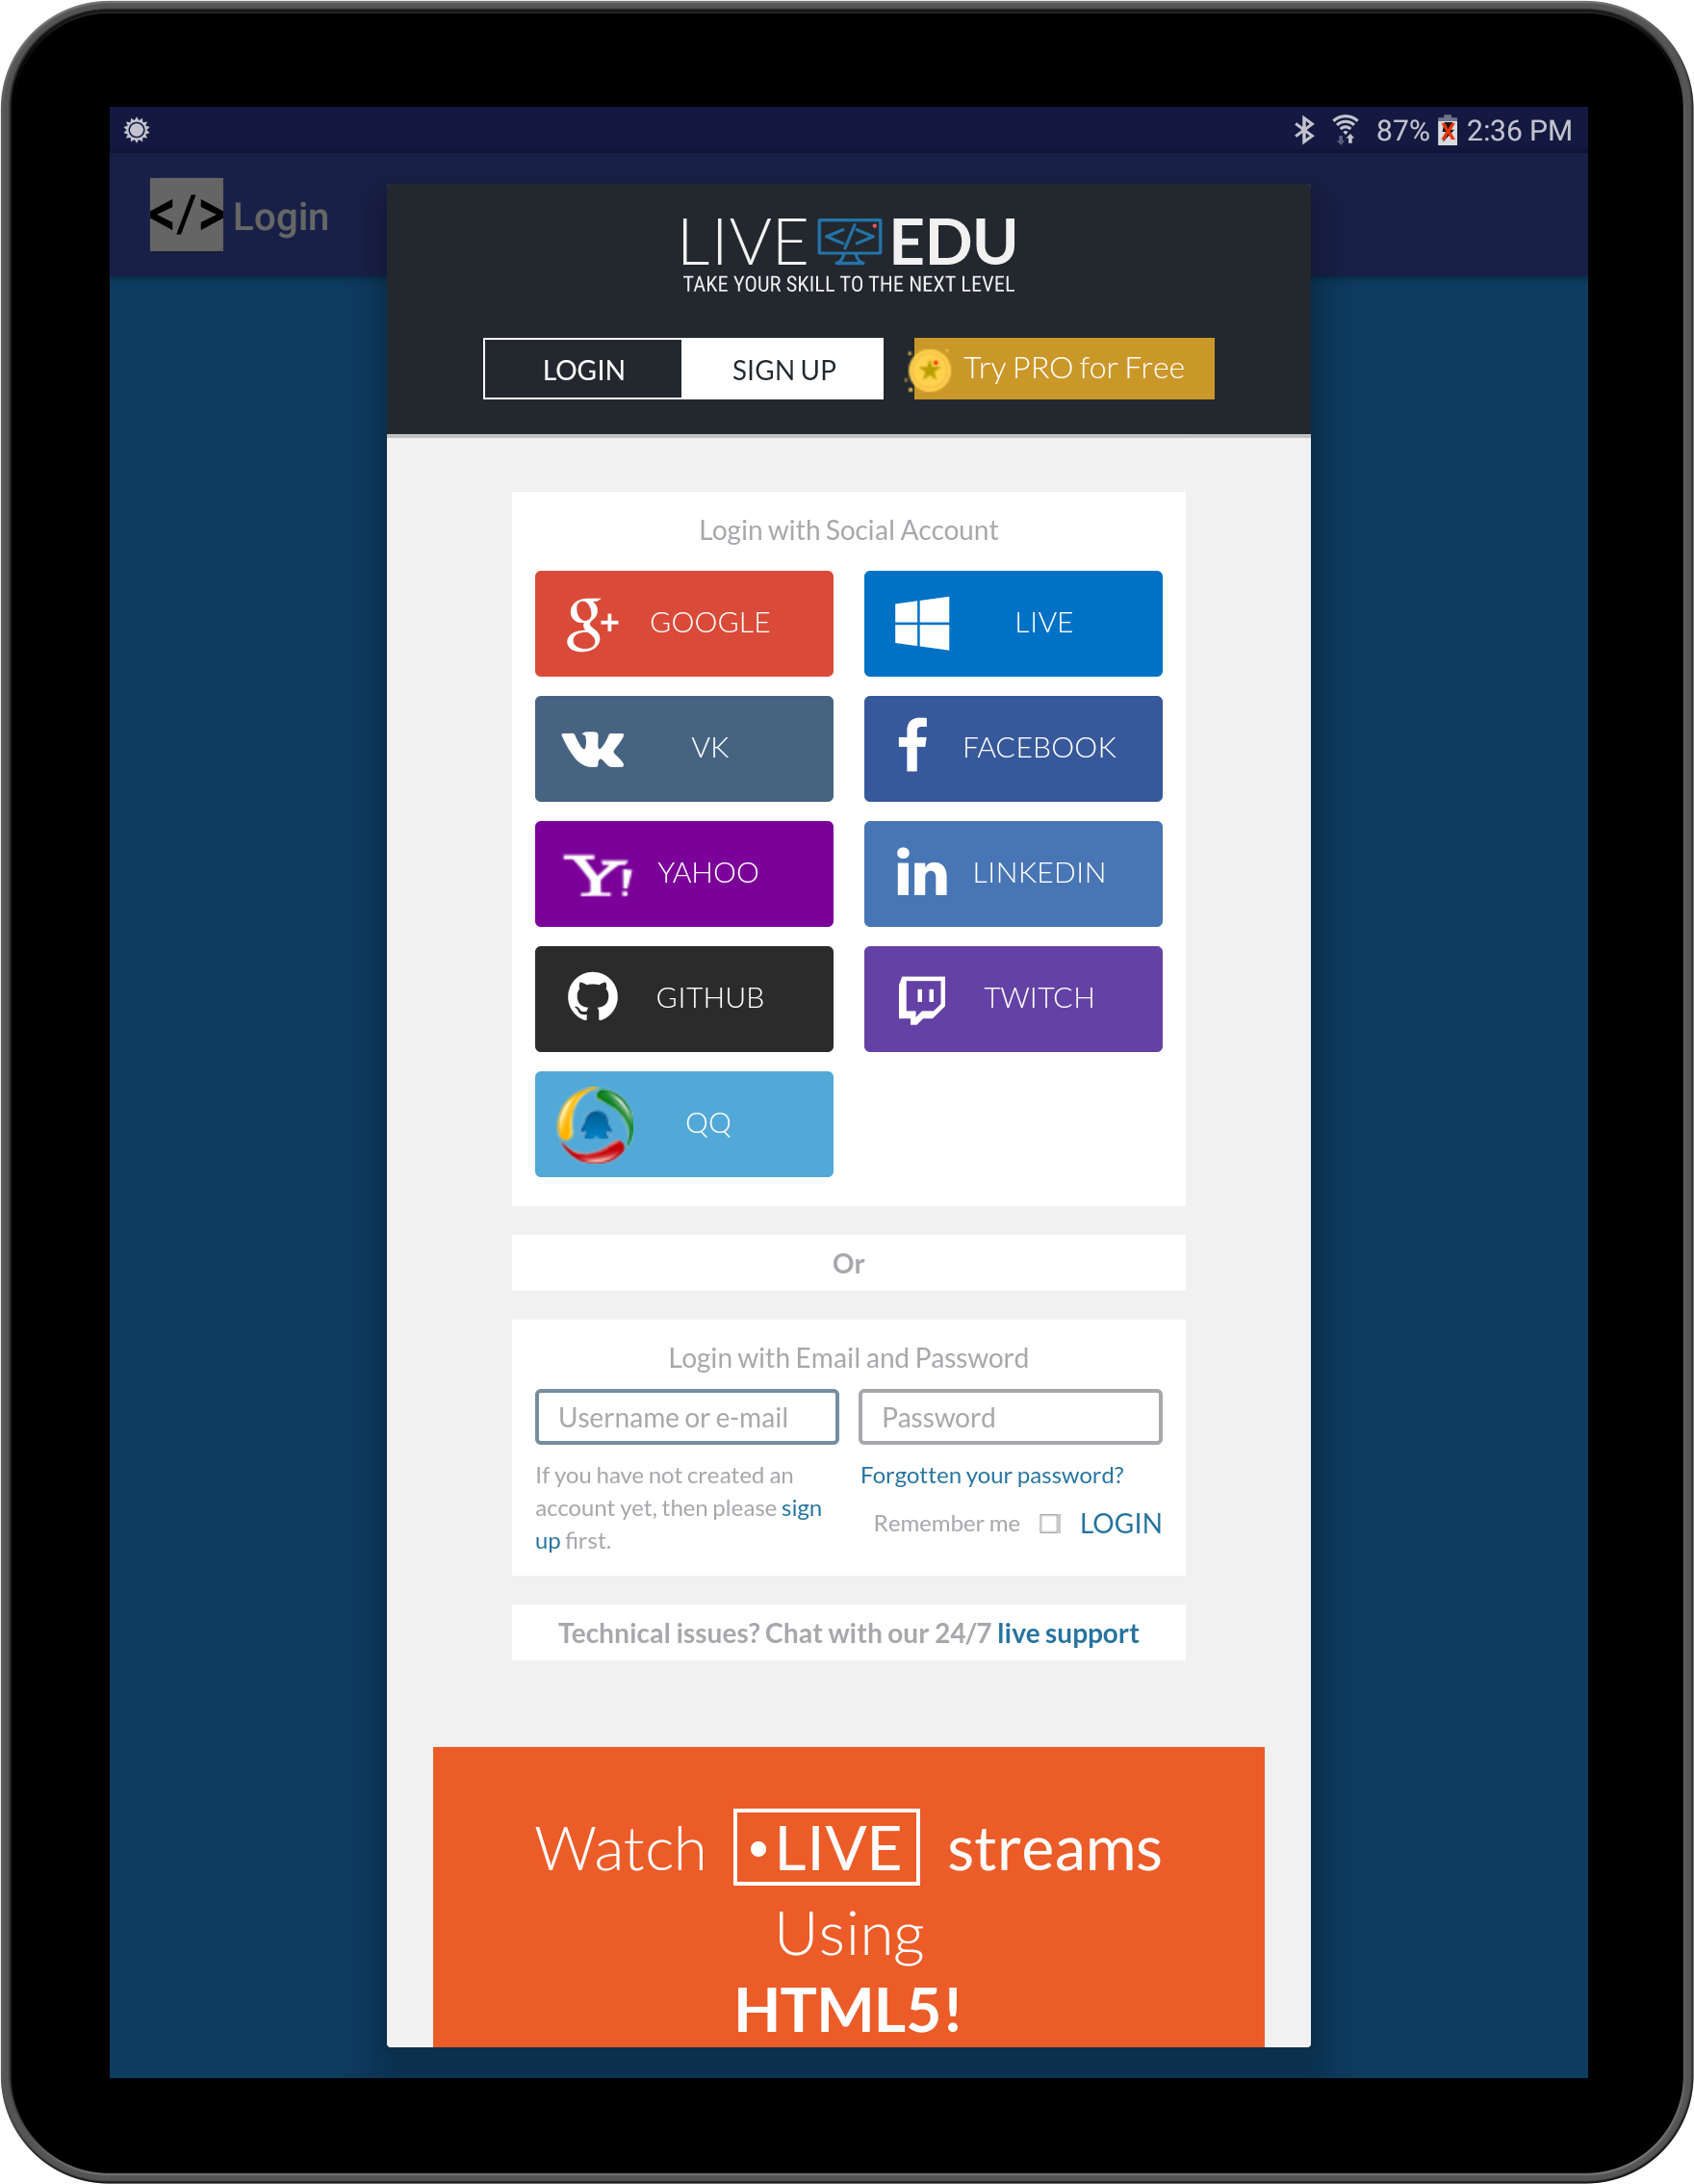 87% 2:36 PM
</> Login
LIVE </> EDU
TAKE YOUR SKILL TO THE NEXT LEVEL
LOGIN SIGN UP Try PRO for Free
Login with Social Account
g+ GOOGLE LIVE
VK FACEBOOK
Y! YAHOO in LINKEDIN
GITHUB TWITCH
QQ
Or
Login with Email and Password
Username or e-mail Password
If you have not created an
account yet, then please sign
up first.
Forgotten your password?
Remember me LOGIN
Technical issues? Chat with our 24/7 live support
Watch •LIVE streams
Using
HTML5!